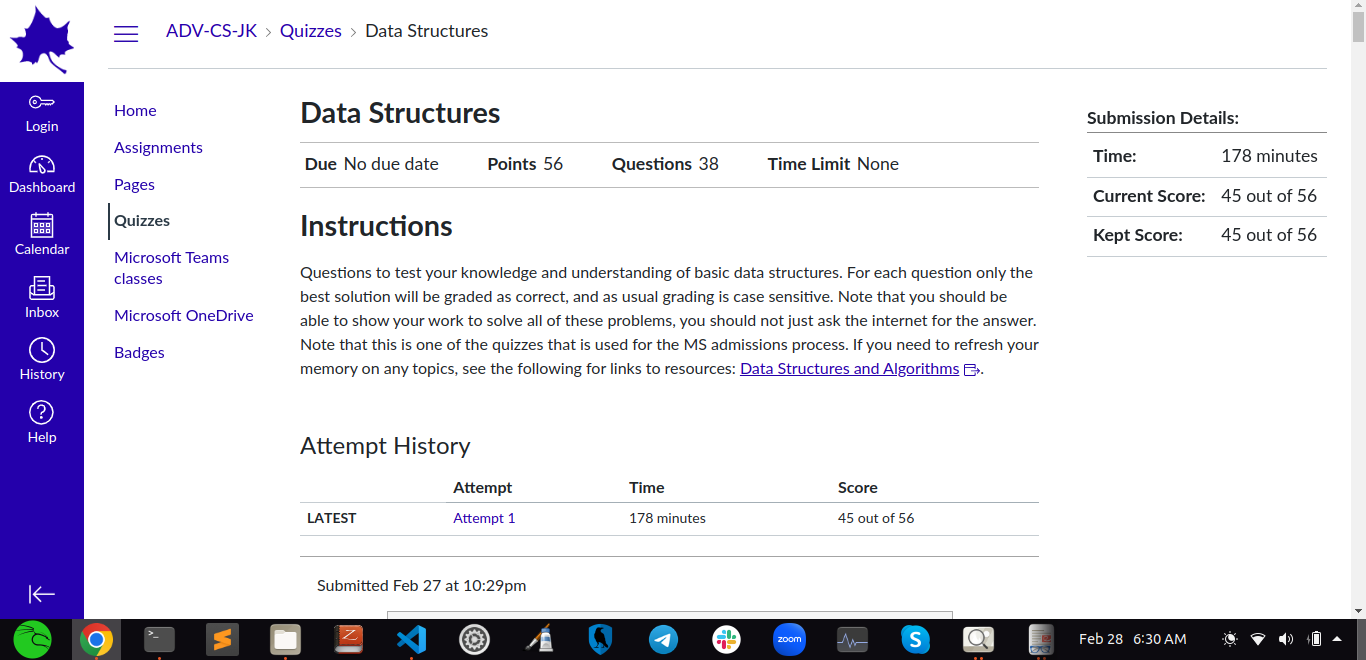 ADV-CS-JK > Quizzes > Data Structures
Login
Dashboard
Calendar
Inbox
History
Help
Home
Assignments
Pages
Quizzes
Microsoft Teams
classes
Microsoft OneDrive
Badges
Data Structures
Due No due date Points 56 Questions 38 Time Limit None
Instructions
Questions to test your knowledge and understanding of basic data structures. For each question only the
best solution will be graded as correct, and as usual grading is case sensitive. Note that you should be
able to show your work to solve all of these problems, you should not just ask the internet for the answer.
Note that this is one of the quizzes that is used for the MS admissions process. If you need to refresh your
memory on any topics, see the following for links to resources: Data Structures and Algorithms.
Attempt History
Attempt Time Score
LATEST Attempt 1 178 minutes 45 out of 56
Submitted Feb 27 at 10:29pm
Submission Details:
Time: 178 minutes
Current Score: 45 out of 56
Kept Score: 45 out of 56
zoom
Feb 28 6:30 AM